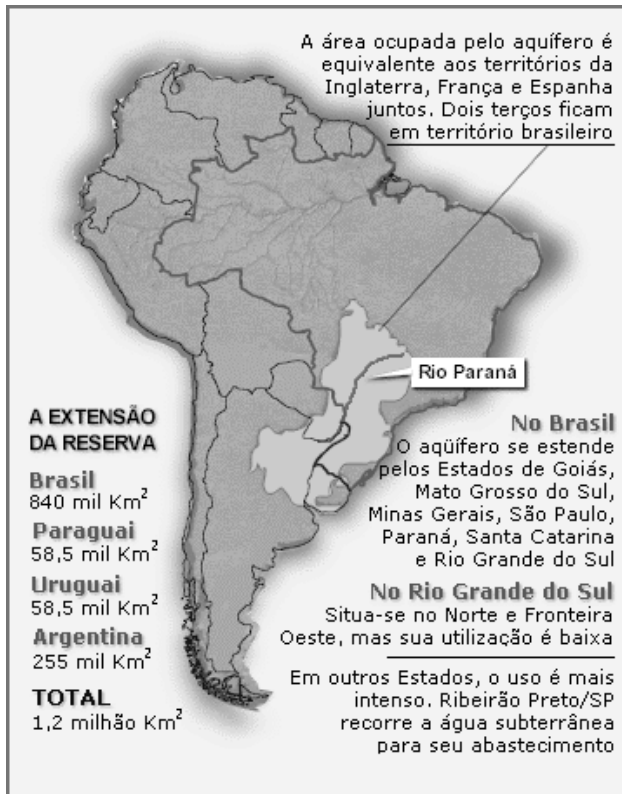 A área ocupada pelo aquífero é
equivalente aos territórios da
Inglaterra, França e Espanha
juntos. Dois terços ficam
em território brasileiro
Rio Paraná
A EXTENSÃO
DA RESERVA
Brasil
840 mil Km²
Paraguai
58,5 mil Km²
Uruguai
58,5 mil Km²
Argentina
255 mil Km²
TOTAL
1,2 milhão Km²
No Brasil
O aqüífero se estende
pelos Estados de Goiás,
Mato Grosso do Sul,
Minas Gerais, São Paulo,
Paraná, Santa Catarina
e Rio Grande do Sul
No Rio Grande do Sul
Situa-se no Norte e Fronteira
Oeste, mas sua utilização é baixa
Em outros Estados, o uso é mais
intenso. Ribeirão Preto/SP
recorre a água subterrânea
para seu abastecimento